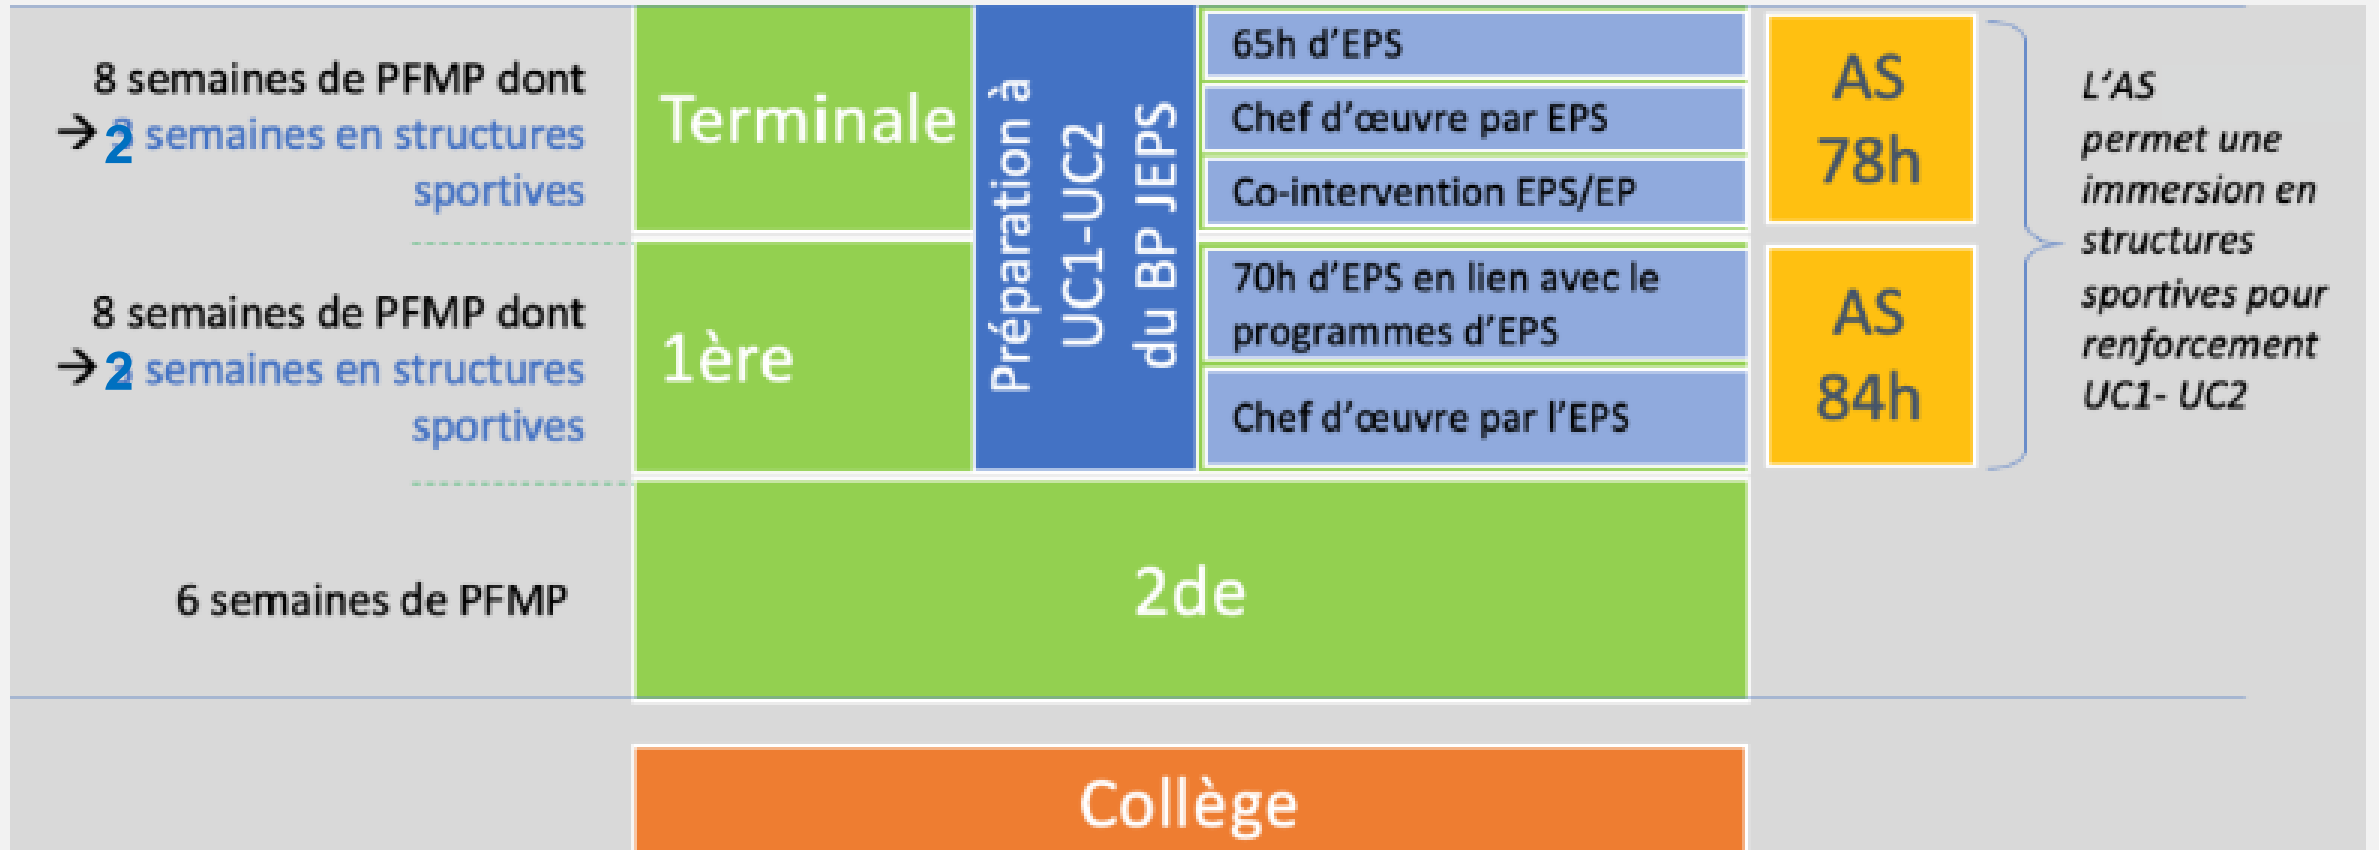 8 semaines de PFMP dont
→ 2 semaines en structures
sportives
Terminale
Préparation à
UC1-UC2
du BP JEPS
65h d'EPS
Chef d'œuvre par EPS
Co-intervention EPS/EP
AS
78h
L'AS
permet une
immersion en
structures
sportives pour
renforcement
UC1- UC2
8 semaines de PFMP dont
→ 2 semaines en structures
sportives
1ère
70h d'EPS en lien avec le
programmes d'EPS
Chef d'œuvre par l'EPS
AS
84h
6 semaines de PFMP
2de
Collège